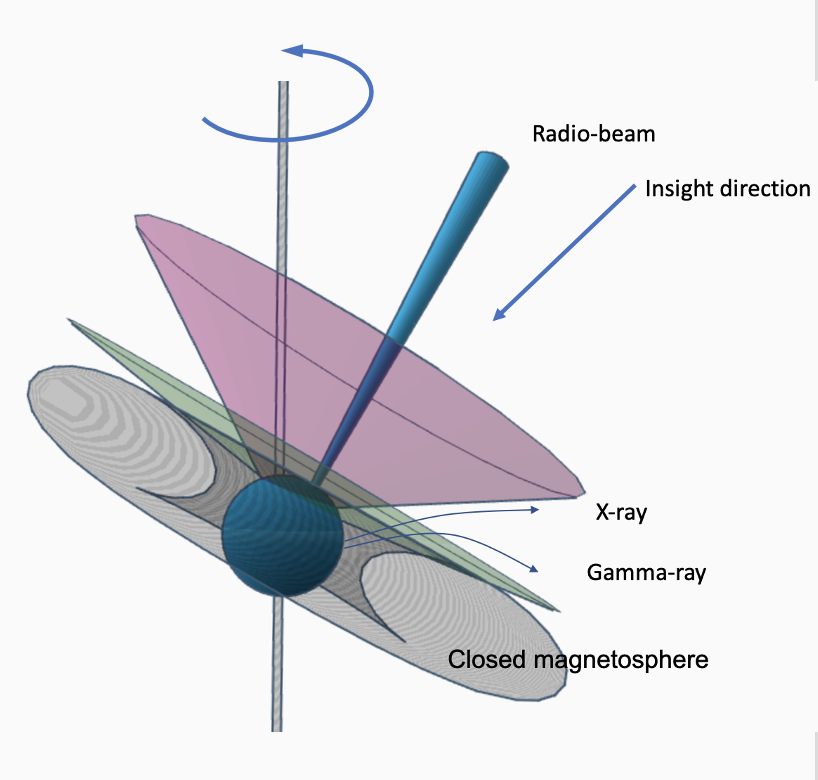 Radio-beam
Insight direction
X-ray
Gamma-ray
Closed magnetosphere